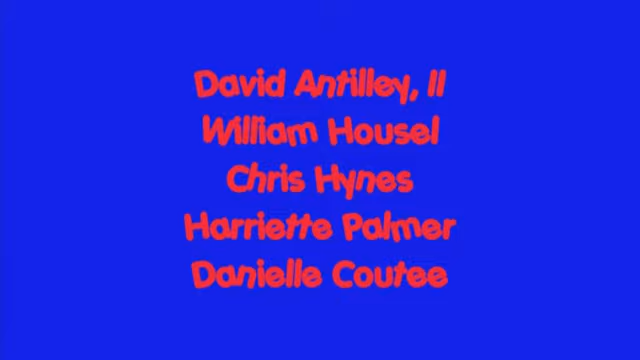 David Antilley, II
William Housel
Chris Hynes
Harriette Palmer
Danielle Coutee